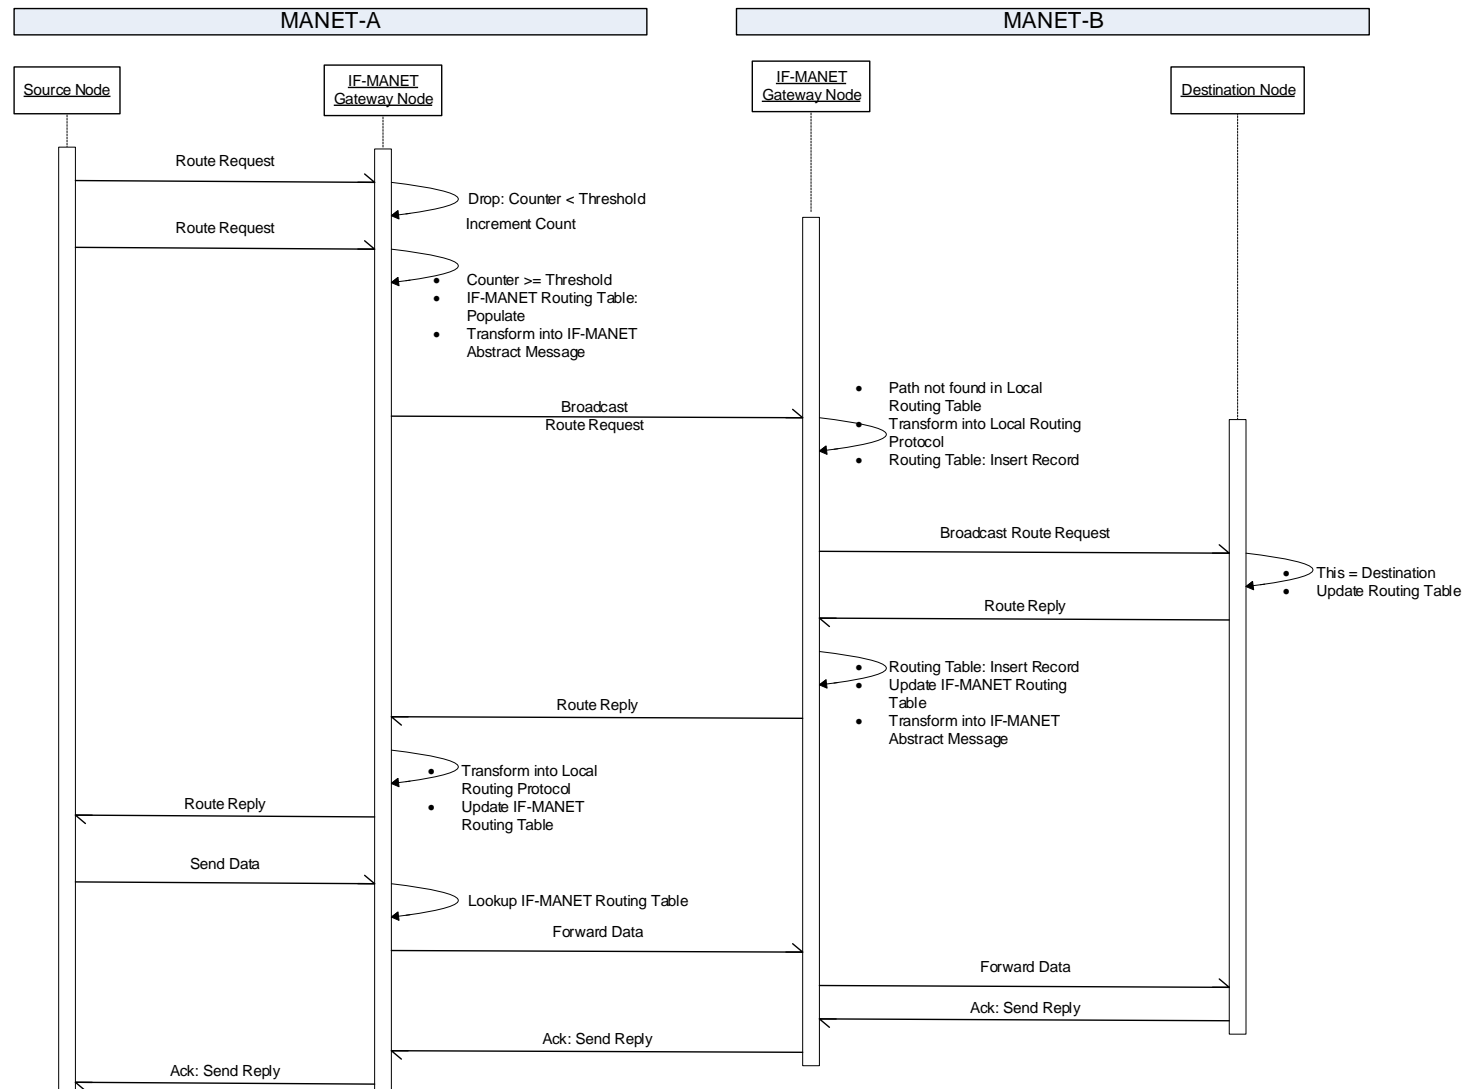 MANET-A
MANET-B
Source Node
IF-MANET
Gateway Node
IF-MANET
Gateway Node
Destination Node
Route Request
Drop: Counter < Threshold
Increment Count
Route Request
• Counter >= Threshold
• IF-MANET Routing Table:
Populate
• Transform into IF-MANET
Abstract Message
Broadcast
Route Request
• Path not found in Local
Routing Table
• Transform into Local Routing
Protocol
• Routing Table: Insert Record
Broadcast Route Request
• This = Destination
• Update Routing Table
Route Reply
• Routing Table: Insert Record
• Update IF-MANET Routing
Table
• Transform into IF-MANET
Abstract Message
Route Reply
• Transform into Local
Routing Protocol
• Update IF-MANET
Routing Table
Route Reply
Send Data
Lookup IF-MANET Routing Table
Forward Data
Forward Data
Ack: Send Reply
Ack: Send Reply
Ack: Send Reply